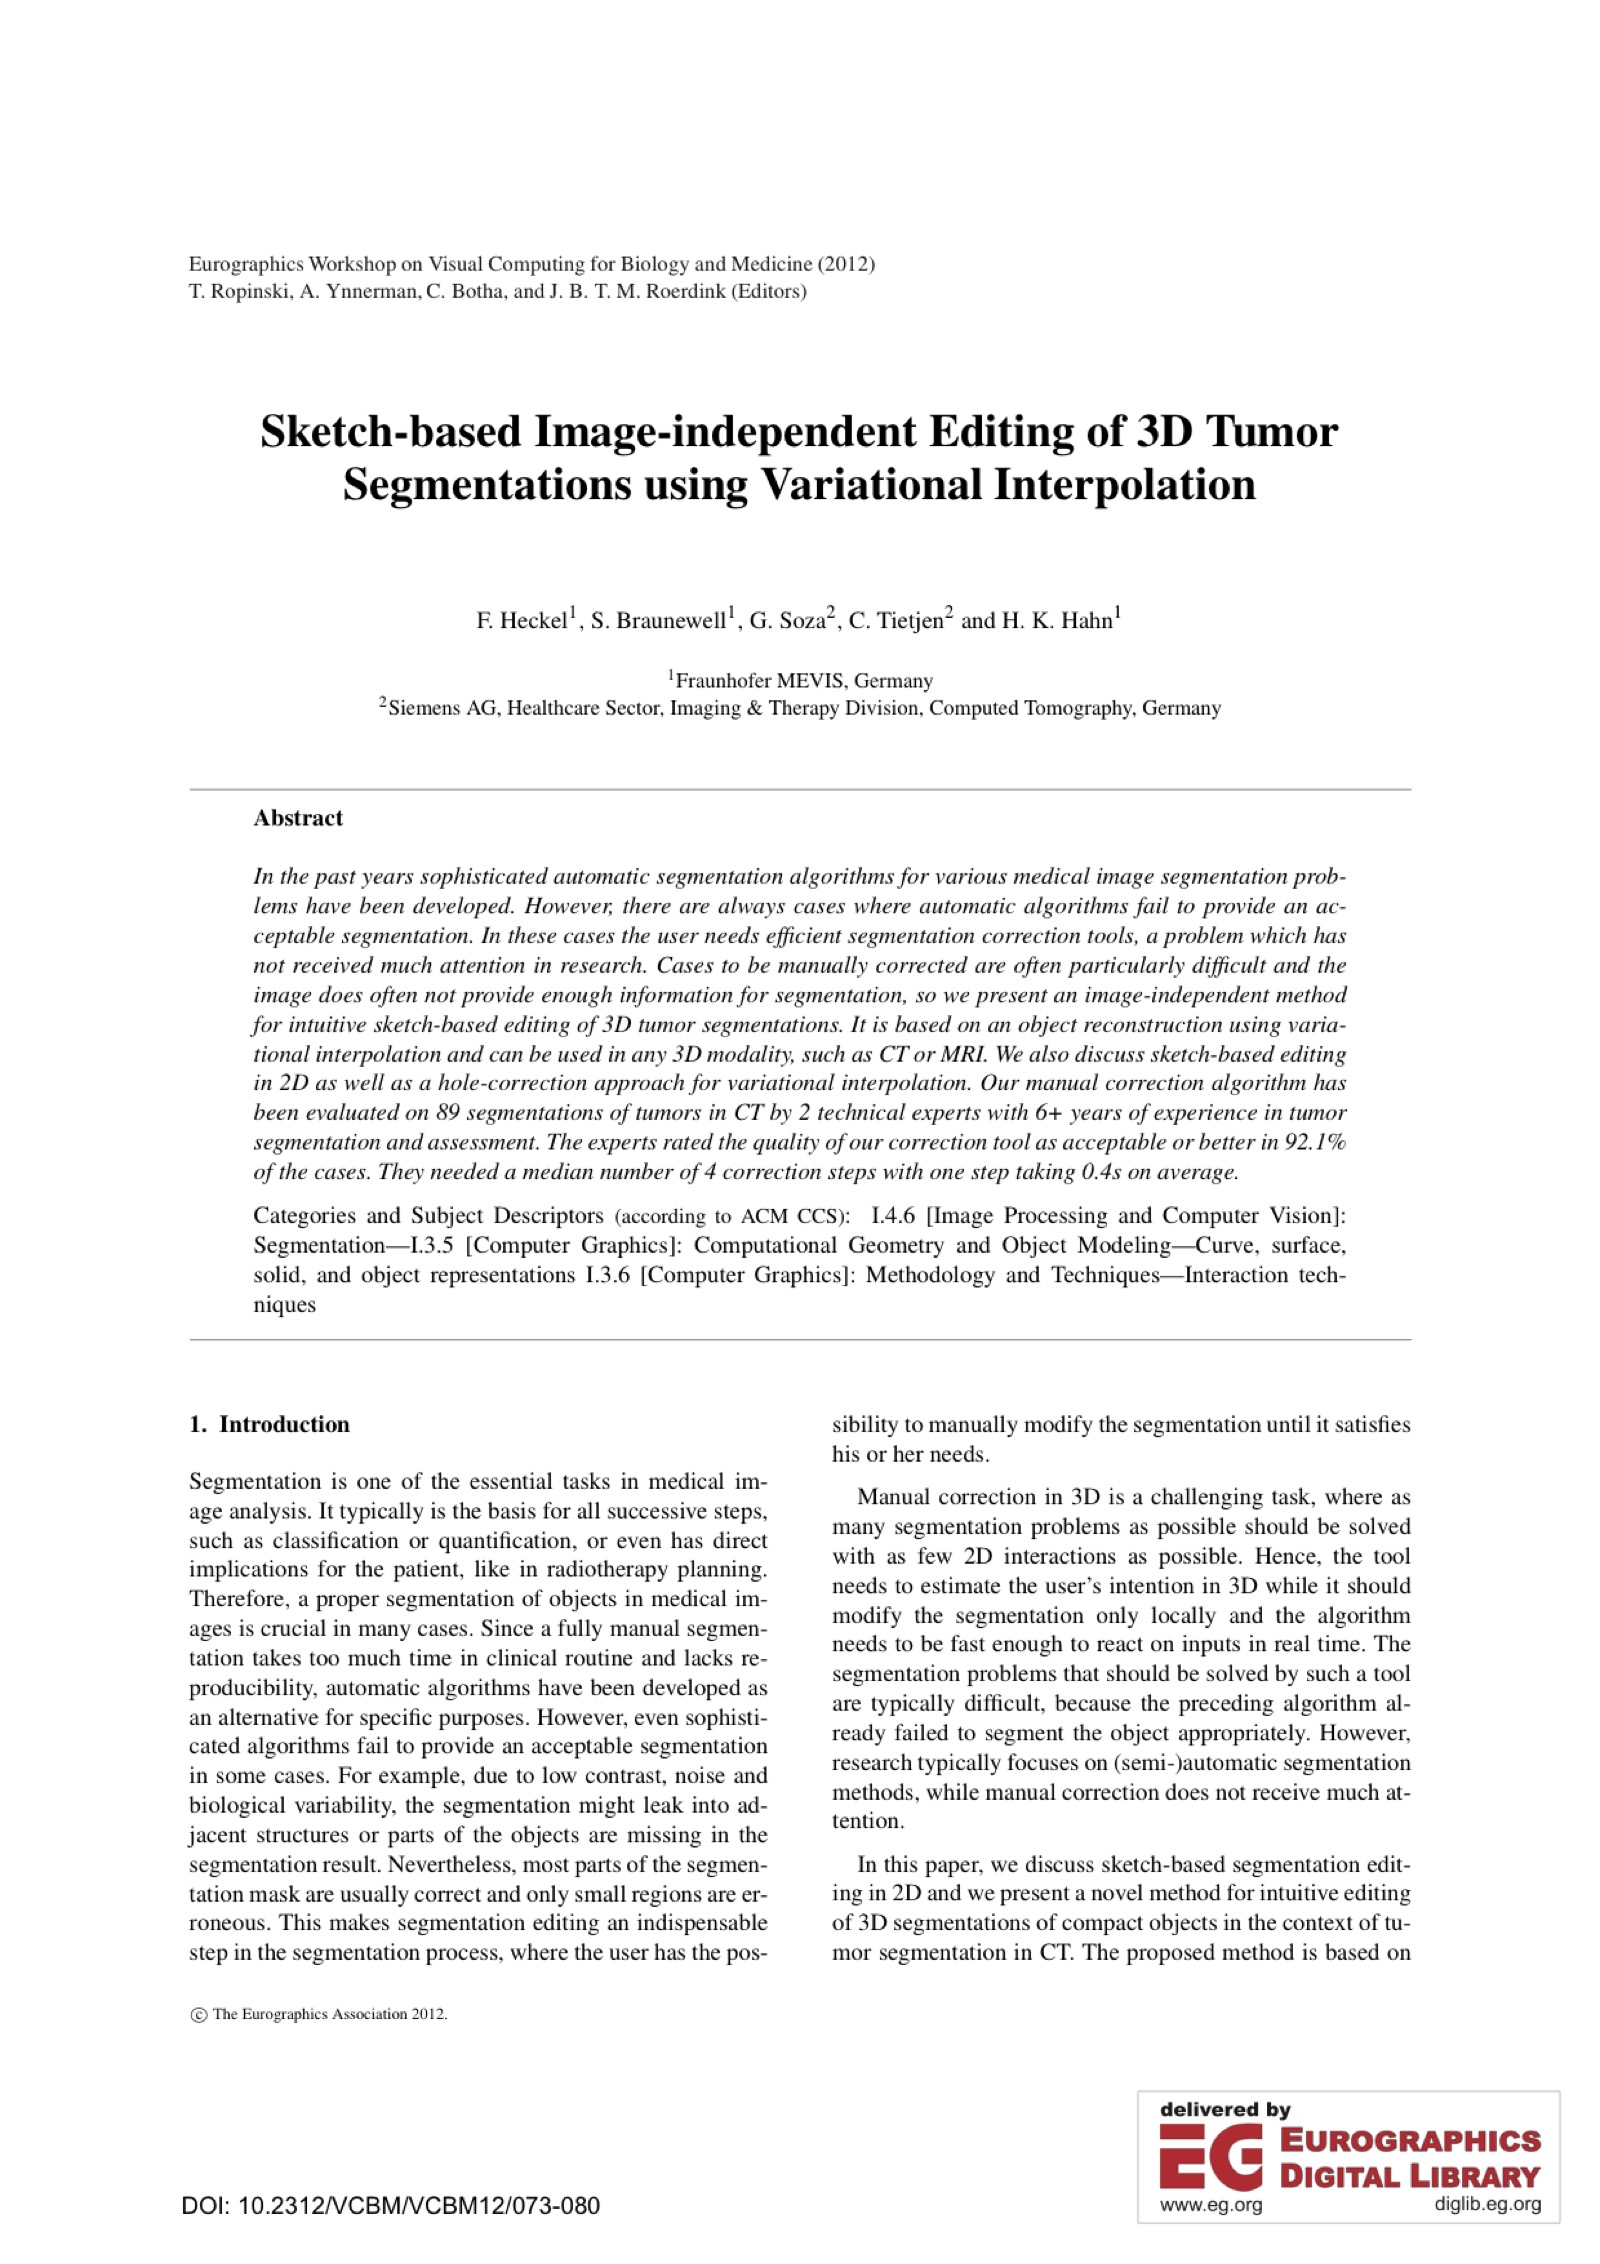 Eurographics Workshop on Visual Computing for Biology and Medicine (2012)
T. Ropinski, A. Ynnerman, C. Botha, and J. B. T. M. Roerdink (Editors)
Sketch-based Image-independent Editing of 3D Tumor
Segmentations using Variational Interpolation
F. Heckel1, S. Braunewell1, G. Soza2, C. Tietjen2 and H. K. Hahn1
1Fraunhofer MEVIS, Germany
2Siemens AG, Healthcare Sector, Imaging & Therapy Division, Computed Tomography, Germany
Abstract
In the past years sophisticated automatic segmentation algorithms for various medical image segmentation prob-
lems have been developed. However, there are always cases where automatic algorithms fail to provide an ac-
ceptable segmentation. In these cases the user needs efficient segmentation correction tools, a problem which has
not received much attention in research. Cases to be manually corrected are often particularly difficult and the
image does often not provide enough information for segmentation, so we present an image-independent method
for intuitive sketch-based editing of 3D tumor segmentations. It is based on an object reconstruction using varia-
tional interpolation and can be used in any 3D modality, such as CT or MRI. We also discuss sketch-based editing
in 2D as well as a hole-correction approach for variational interpolation. Our manual correction algorithm has
been evaluated on 89 segmentations of tumors in CT by 2 technical experts with 6+ years of experience in tumor
segmentation and assessment. The experts rated the quality of our correction tool as acceptable or better in 92.1%
of the cases. They needed a median number of 4 correction steps with one step taking 0.4s on average.
Categories and Subject Descriptors (according to ACM CCS): I.4.6 [Image Processing and Computer Vision]:
Segmentation—I.3.5 [Computer Graphics]: Computational Geometry and Object Modeling—Curve, surface,
solid, and object representations I.3.6 [Computer Graphics]: Methodology and Techniques—Interaction tech-
niques
1. Introduction
Segmentation is one of the essential tasks in medical im-
age analysis. It typically is the basis for all successive steps,
such as classification or quantification, or even has direct
implications for the patient, like in radiotherapy planning.
Therefore, a proper segmentation of objects in medical im-
ages is crucial in many cases. Since a fully manual segmen-
tation takes too much time in clinical routine and lacks re-
producibility, automatic algorithms have been developed as
an alternative for specific purposes. However, even sophisti-
cated algorithms fail to provide an acceptable segmentation
in some cases. For example, due to low contrast, noise and
biological variability, the segmentation might leak into ad-
jacent structures or parts of the objects are missing in the
segmentation result. Nevertheless, most parts of the segmen-
tation mask are usually correct and only small regions are er-
roneous. This makes segmentation editing an indispensable
step in the segmentation process, where the user has the pos-
sibility to manually modify the segmentation until it satisfies
his or her needs.
Manual correction in 3D is a challenging task, where as
many segmentation problems as possible should be solved
with as few 2D interactions as possible. Hence, the tool
needs to estimate the user's intention in 3D while it should
modify the segmentation only locally and the algorithm
needs to be fast enough to react on inputs in real time. The
segmentation problems that should be solved by such a tool
are typically difficult, because the preceding algorithm al-
ready failed to segment the object appropriately. However,
research typically focuses on (semi-)automatic segmentation
methods, while manual correction does not receive much at-
tention.
In this paper, we discuss sketch-based segmentation edit-
ing in 2D and we present a novel method for intuitive editing
of 3D segmentations of compact objects in the context of tu-
mor segmentation in CT. The proposed method is based on
© The Eurographics Association 2012.
delivered by
EG EUROGRAPHICS
DIGITAL LIBRARY
www.eg.org diglib.eg.org
DOI: 10.2312/VCBM/VCBM12/073-080